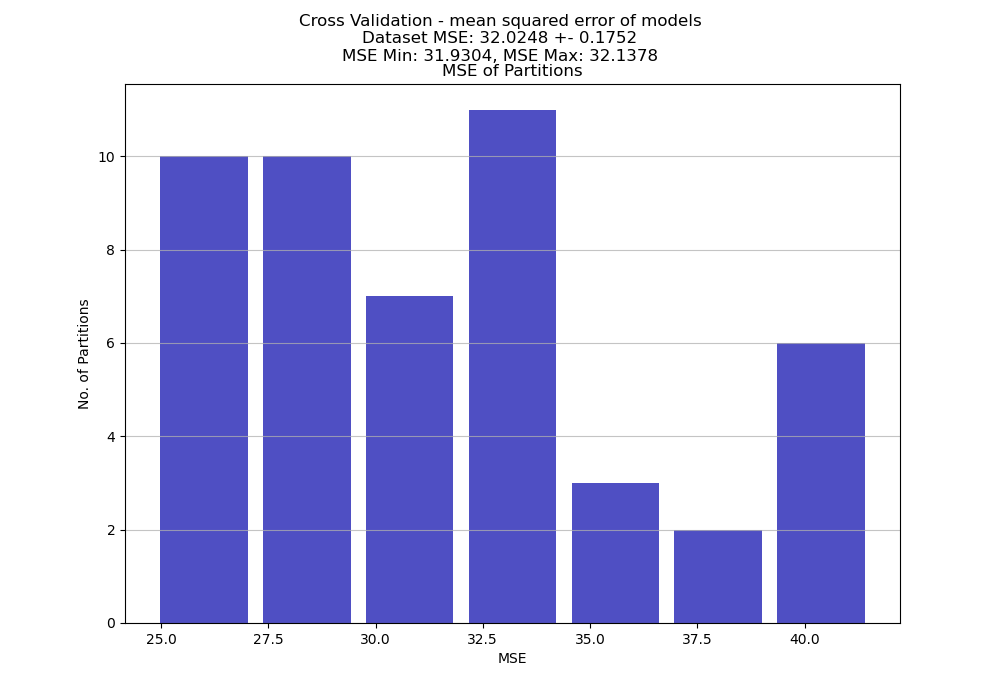 Cross Validation - mean squared error of models
Dataset MSE: 32.0248 +- 0.1752
MSE Min: 31.9304, MSE Max: 32.1378
MSE of Partitions
10
8
6
4
2
0
No. of Partitions
25.0 27.5 30.0 32.5 35.0 37.5 40.0
MSE